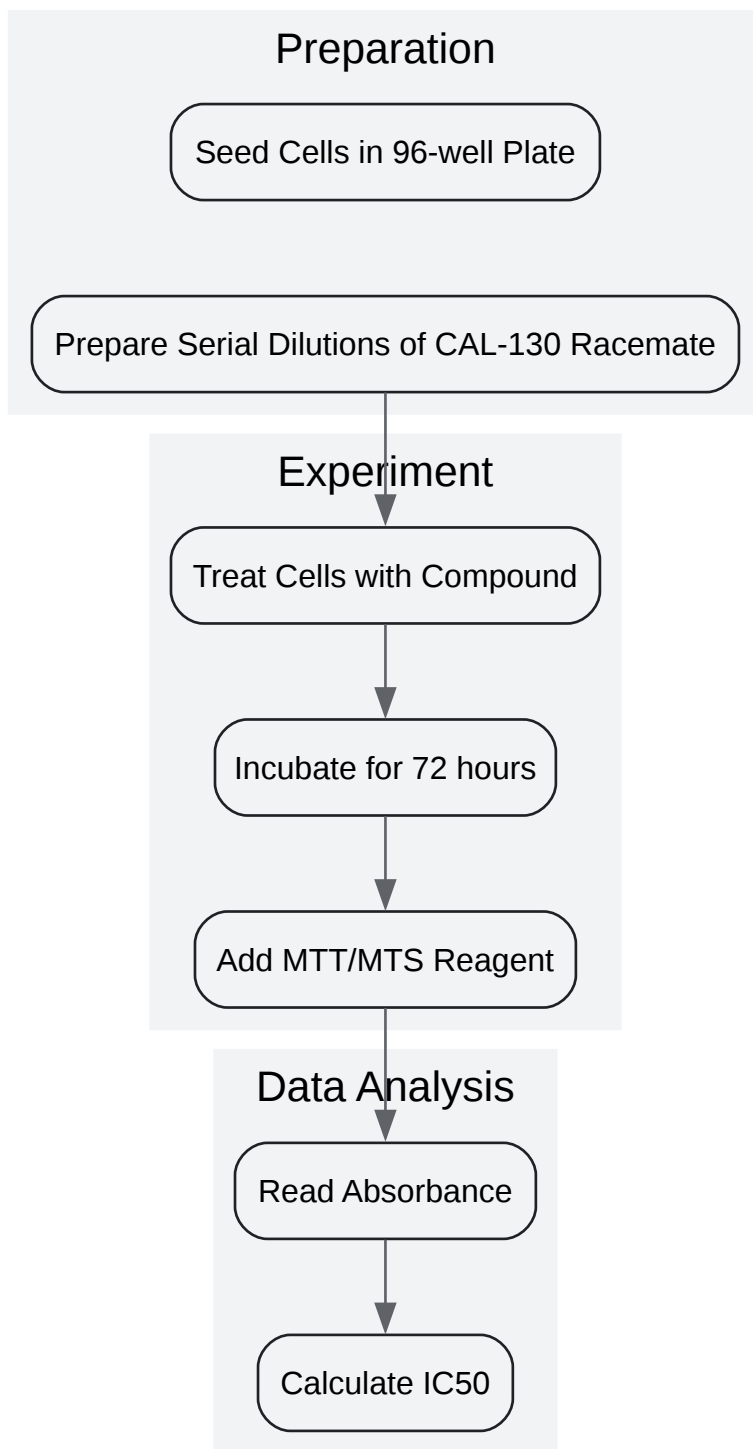 Preparation
Seed Cells in 96-well Plate
Prepare Serial Dilutions of CAL-130 Racemate
Experiment
Treat Cells with Compound
Incubate for 72 hours
Add MTT/MTS Reagent
Data Analysis
Read Absorbance
Calculate IC50